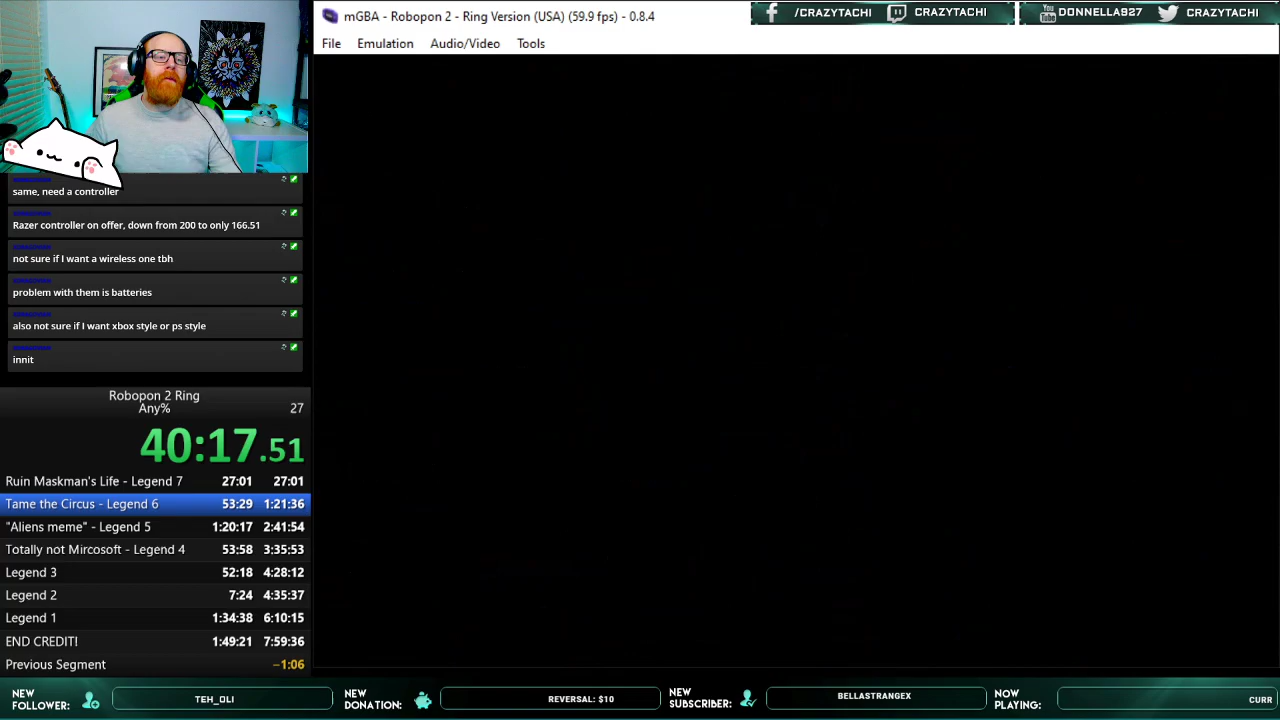 mGBA - Robopon 2 - Ring Version (USA) (59.9 fps) - 0.8.4
/CRAZYTACHI
CRAZYTACHI
You Tube
DONNELLA927
CRAZYTACHI
File Emulation Audio/Video Tools
same, need a controller
Razer controller on offer, down from 200 to only 166.51
not sure if I want a wireless one tbh
problem with them is batteries
also not sure if I want xbox style or ps style
innit
Robopon 2 Ring
Any% 27
40:17.51
Ruin Maskman's Life - Legend 7 27:01 27:01
Tame the Circus - Legend 6 53:29 1:21:36
"Aliens meme" - Legend 5 1:20:17 2:41:54
Totally not Mircosoft - Legend 4 53:58 3:35:53
Legend 3 52:18 4:28:12
Legend 2 7:24 4:35:37
Legend 1 1:34:38 6:10:15
END CREDIT! 1:49:21 7:59:36
Previous Segment −1:06
NEW FOLLOWER: TEH_OLI
NEW DONATION: REVERSAL: $10
NEW SUBSCRIBER: BELLASTRANGEX
NOW PLAYING: CURR